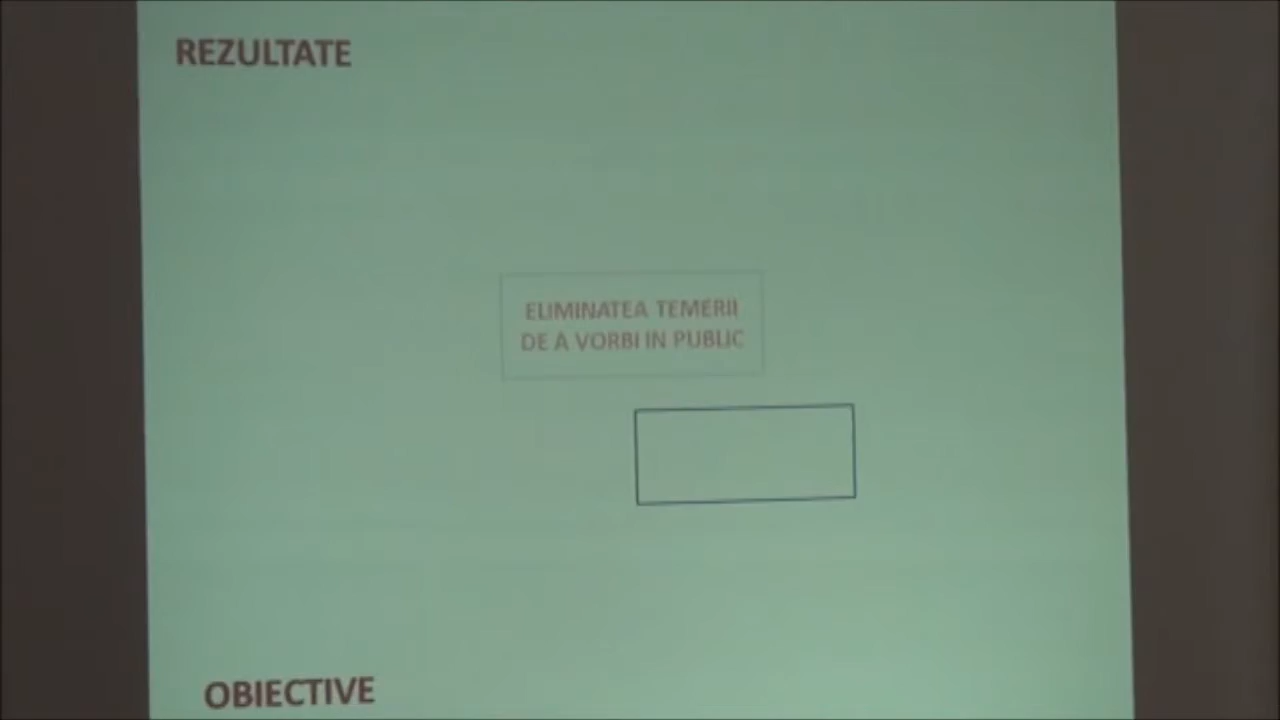 REZULTATE
ELIMINATEA TEMERII
DE A VORBI IN PUBLIC
OBIECTIVE